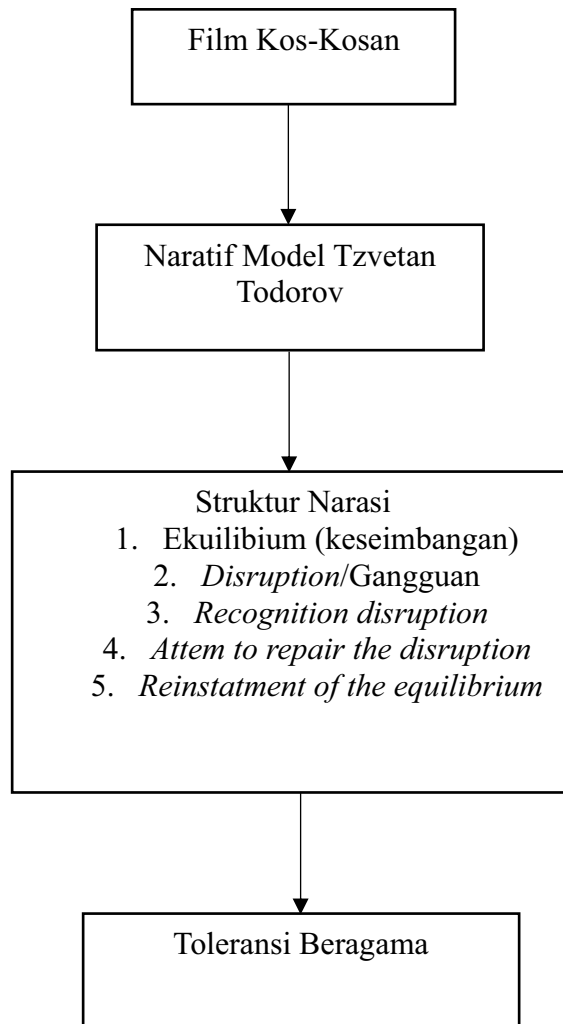 Film Kos-Kosan
Naratif Model Tzvetan
Todorov
Struktur Narasi
1. Ekuilibium (keseimbangan)
2. Disruption/Gangguan
3. Recognition disruption
4. Attem to repair the disruption
5. Reinstatment of the equilibrium
Toleransi Beragama